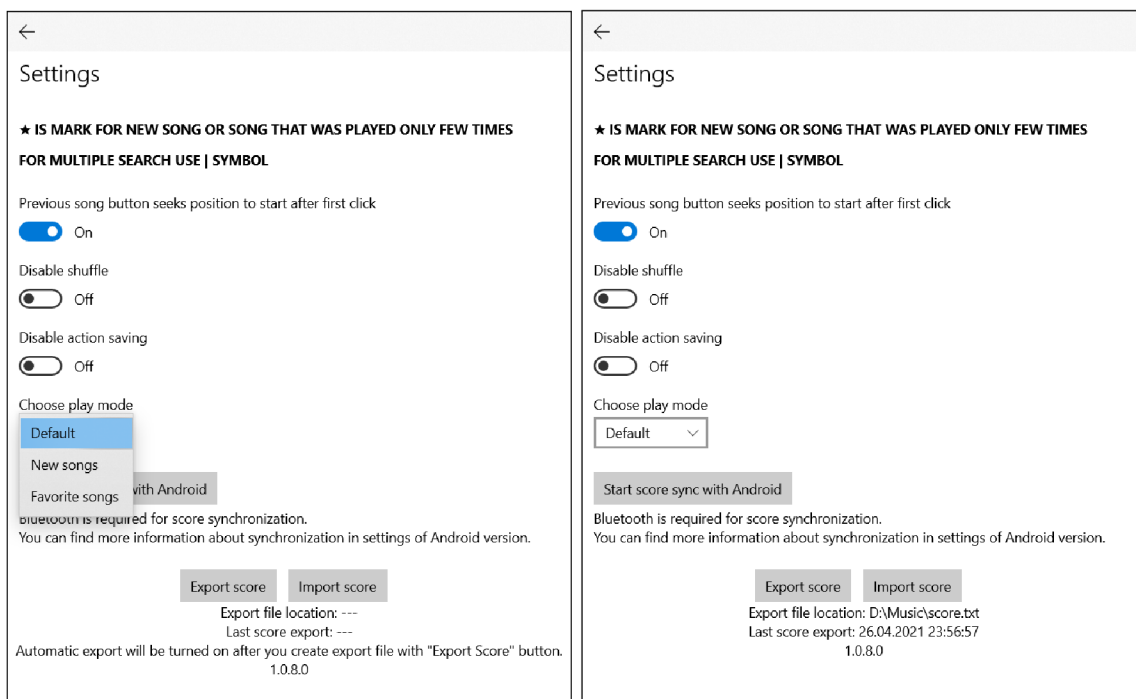 Settings
★ IS MARK FOR NEW SONG OR SONG THAT WAS PLAYED ONLY FEW TIMES
FOR MULTIPLE SEARCH USE | SYMBOL
Previous song button seeks position to start after first click
On
Disable shuffle
Off
Disable action saving
Off
Choose play mode
Default
New songs
Favorite songs
with Android
Bluetooth is required for score synchronization.
You can find more information about synchronization in settings of Android version.
Export score Import score
Export file location: ---
Last score export: ---
Automatic export will be turned on after you create export file with "Export Score" button.
1.0.8.0
Settings
★ IS MARK FOR NEW SONG OR SONG THAT WAS PLAYED ONLY FEW TIMES
FOR MULTIPLE SEARCH USE | SYMBOL
Previous song button seeks position to start after first click
On
Disable shuffle
Off
Disable action saving
Off
Choose play mode
Default
Start score sync with Android
Bluetooth is required for score synchronization.
You can find more information about synchronization in settings of Android version.
Export score Import score
Export file location: D:\Music\score.txt
Last score export: 26.04.2021 23:56:57
1.0.8.0